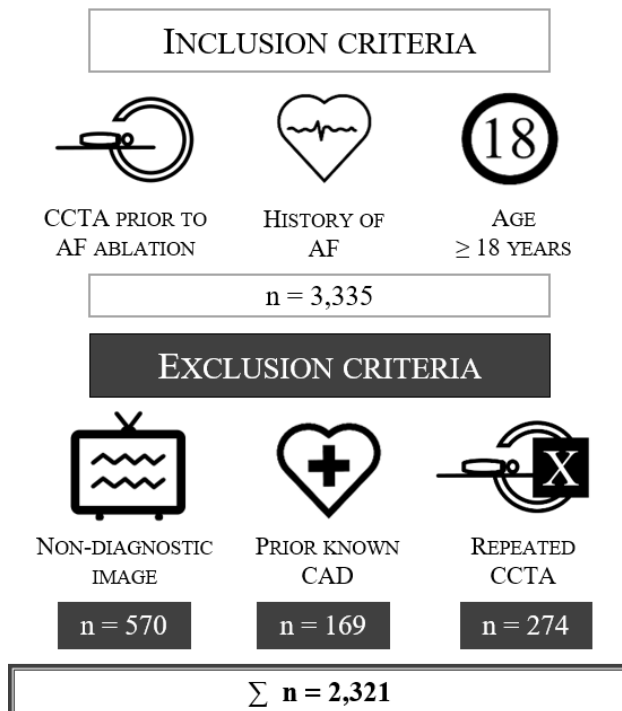 INCLUSION CRITERIA
18
CCTA PRIOR TO
AF ABLATION
HISTORY OF
AF
AGE
≥ 18 YEARS
n = 3,335
EXCLUSION CRITERIA
X
NON-DIAGNOSTIC
IMAGE
PRIOR KNOWN
CAD
REPEATED
CCTA
n = 570
n = 169
n = 274
∑ n = 2,321